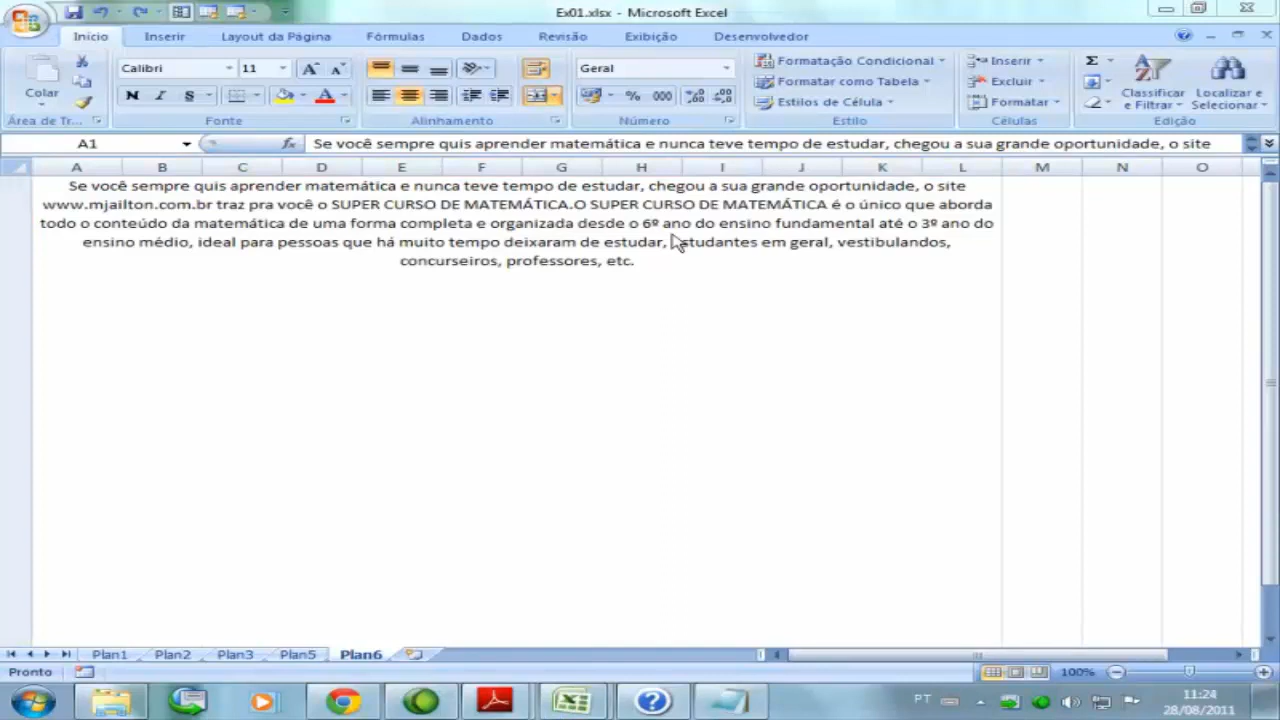 Ex01.xlsx - Microsoft Excel
Início Inserir Layout da Página Fórmulas Dados Revisão Exibição Desenvolvedor
Colar
Calibri 11
N I S
Geral
% 000
Formatação Condicional
Formatar como Tabela
Estilos de Célula
Inserir
Excluir
Formatar
Σ
Classificar e Filtrar
Localizar e Selecionar
Área de Tr... Fonte Alinhamento Número Estilo Células Edição
A1 fx Se você sempre quis aprender matemática e nunca teve tempo de estudar, chegou a sua grande oportunidade, o site
A B C D E F G H I J K L M N O
Se você sempre quis aprender matemática e nunca teve tempo de estudar, chegou a sua grande oportunidade, o site
www.mjailton.com.br traz pra você o SUPER CURSO DE MATEMÁTICA.O SUPER CURSO DE MATEMÁTICA é o único que aborda
todo o conteúdo da matemática de uma forma completa e organizada desde o 6º ano do ensino fundamental até o 3º ano do
ensino médio, ideal para pessoas que há muito tempo deixaram de estudar, estudantes em geral, vestibulandos,
concurseiros, professores, etc.
Plan1 Plan2 Plan3 Plan5 Plan6
Pronto 100%
PT 11:24
28/08/2011